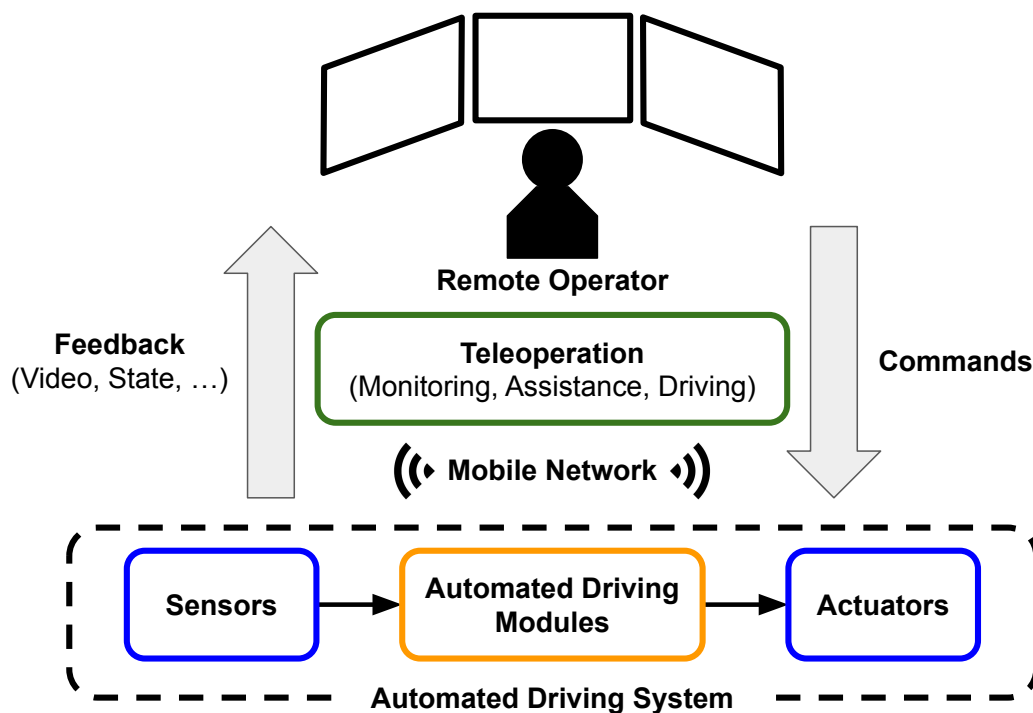 Remote Operator
Feedback
(Video, State, …)
Teleoperation
(Monitoring, Assistance, Driving)
Commands
Mobile Network
Sensors
Automated Driving
Modules
Actuators
Automated Driving System